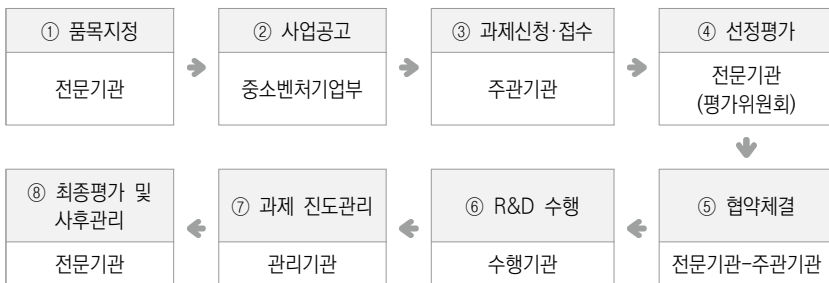 ① 품목지정
전문기관
② 사업공고
중소벤처기업부
③ 과제신청·접수
주관기관
④ 선정평가
전문기관
(평가위원회)
⑤ 협약체결
전문기관-주관기관
⑥ R&D 수행
수행기관
⑦ 과제 진도관리
관리기관
⑧ 최종평가 및
사후관리
전문기관